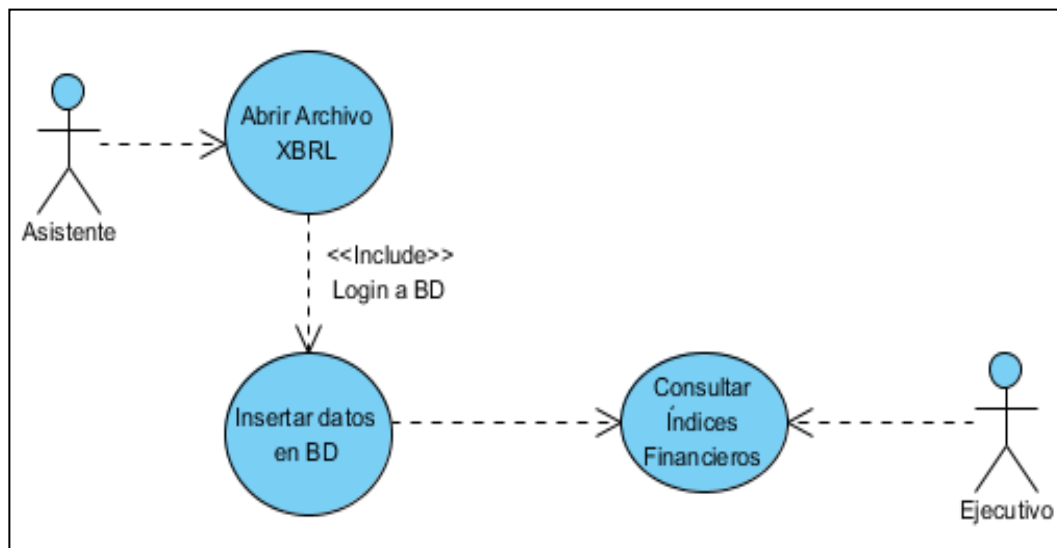 Abrir Archivo
XBRL
Asistente
<<Include>>
Login a BD
Insertar datos
en BD
Consultar
Índices
Financieros
Ejecutivo